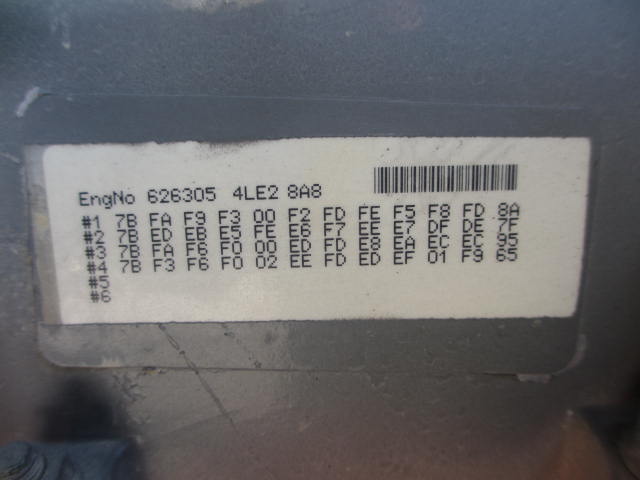 EngNo 626305 4LE2 8A8
#1 7B FA F9 F3 00 F2 FD FE F5 F8 FD 8A
#2 7B ED EB E5 FE E6 F7 EE E7 DF DE 7F
#3 7B FA F6 F0 00 ED FD E8 EA EC EC 95
#4 7B F3 F6 F0 02 EE FD ED EF 01 F9 65
#5
#6